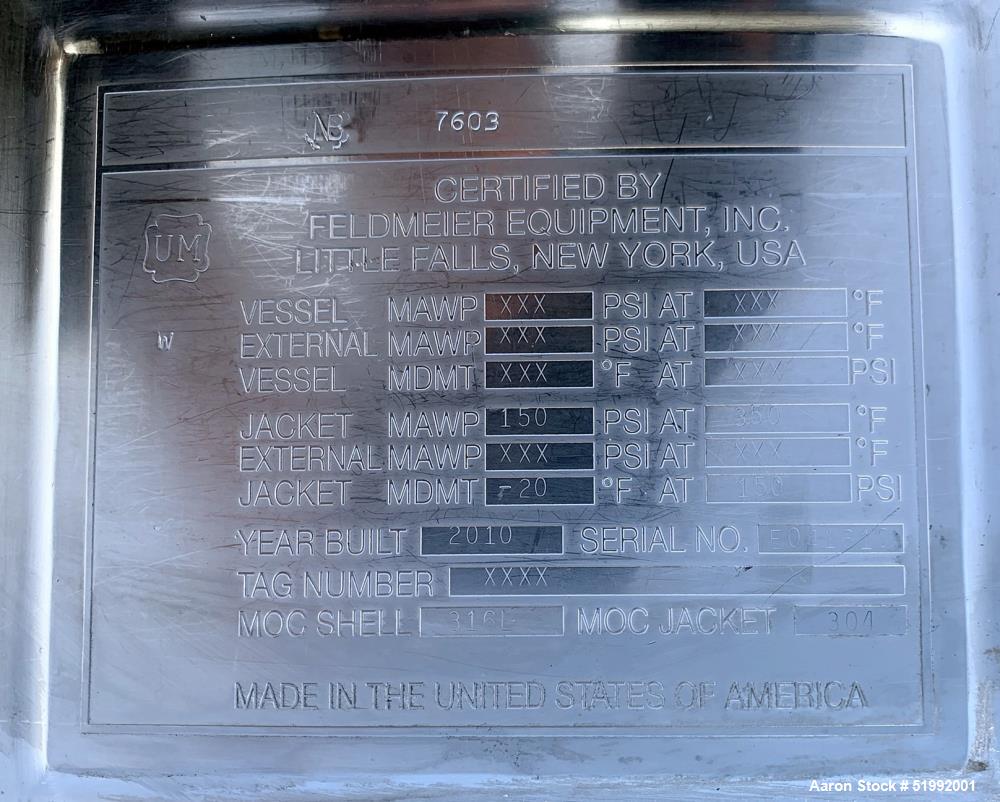 NB 7603
CERTIFIED BY
FELDMEIER EQUIPMENT, INC.
UM LITTLE FALLS, NEW YORK, USA
VESSEL MAWP XXX PSI AT XXX °F
W EXTERNAL MAWP XXX PSI AT XXX °F
VESSEL MDMT XXX °F AT XXX PSI
JACKET MAWP 150 PSI AT 350 °F
EXTERNAL MAWP XXX PSI AT XXX °F
JACKET MDMT -20 °F AT 150 PSI
YEAR BUILT 2010 SERIAL NO.
TAG NUMBER XXXX
MOC SHELL 316L MOC JACKET 304
MADE IN THE UNITED STATES OF AMERICA
Aaron Stock # 51992001